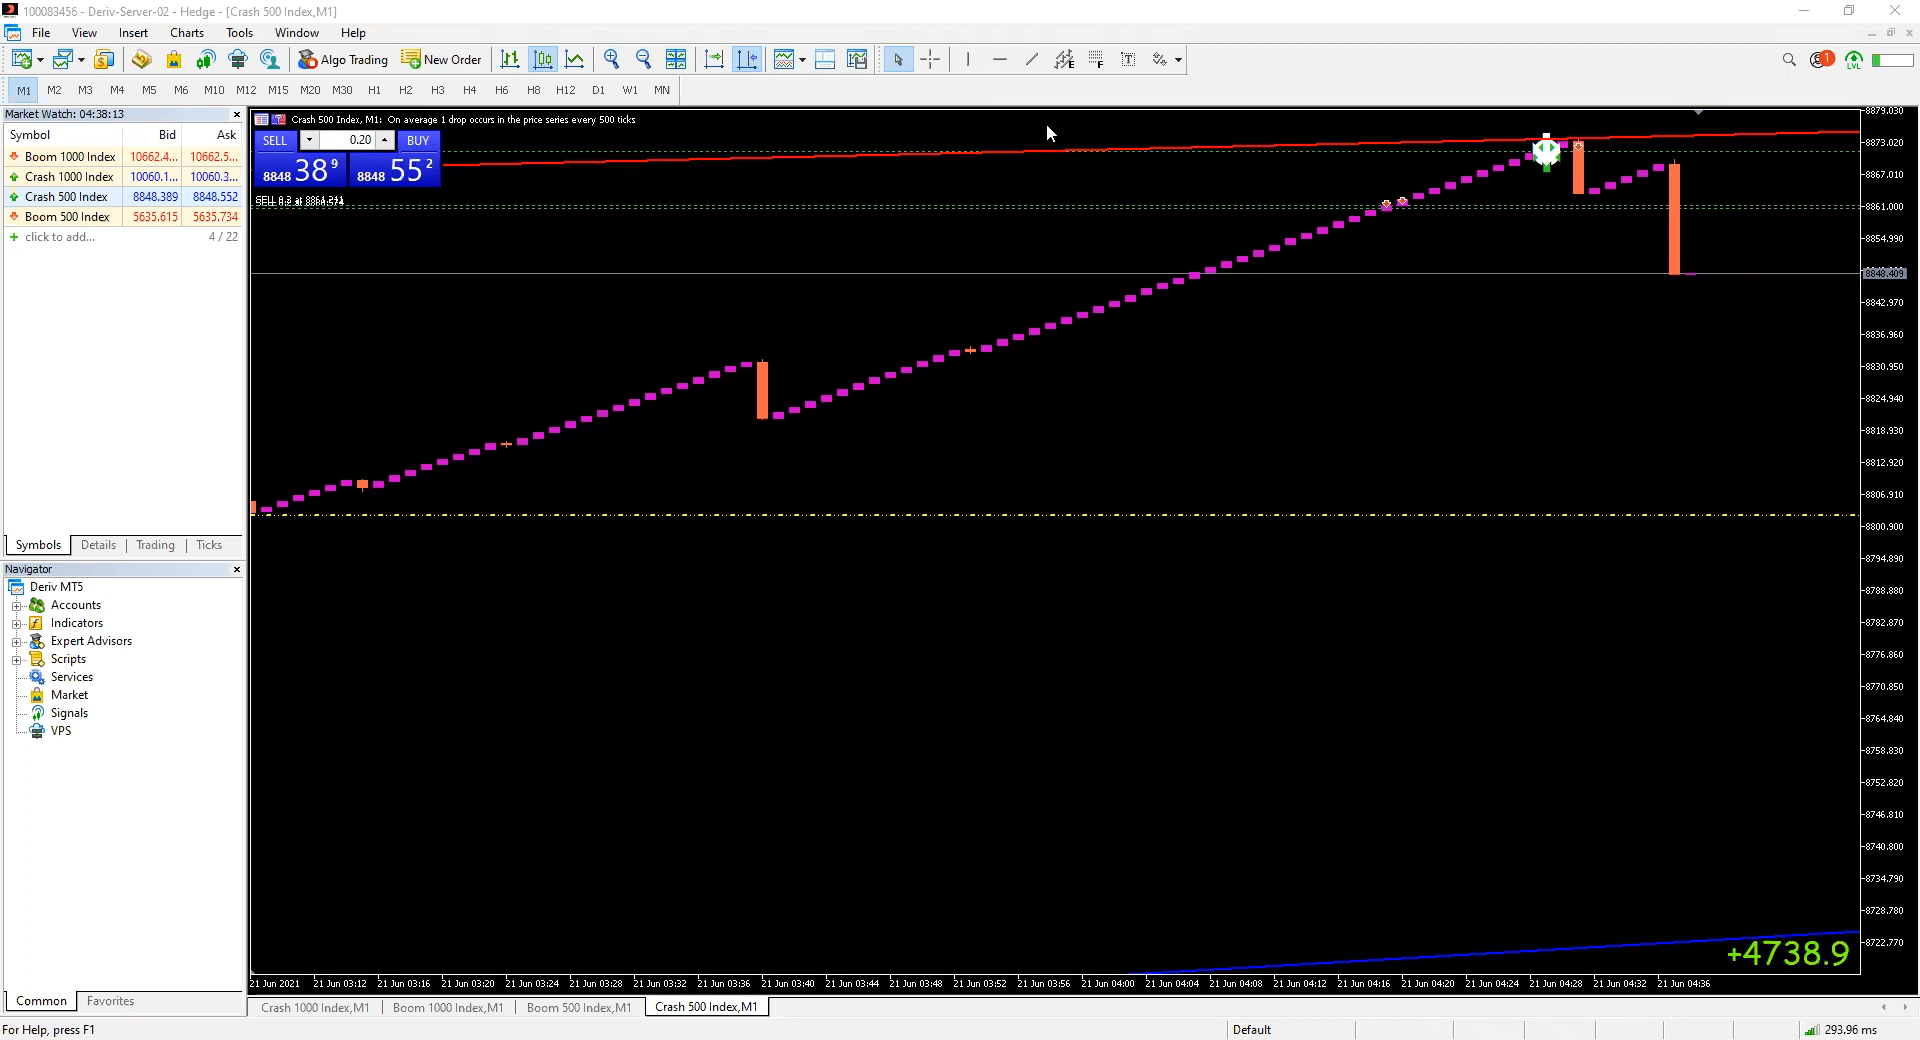 100083456 - Deriv-Server-02 - Hedge - [Crash 500 Index,M1]
File View Insert Charts Tools Window Help
Algo Trading New Order 1 LVL
M1 M2 M3 M4 M5 M6 M10 M12 M15 M20 M30 H1 H2 H3 H4 H6 H8 H12 D1 W1 MN
Market Watch: 04:38:13
Symbol Bid Ask
Boom 1000 Index 10662.4... 10662.5...
Crash 1000 Index 10060.1... 10060.3...
Crash 500 Index 8848.389 8848.552
Boom 500 Index 5635.615 5635.734
click to add... 4 / 22
Symbols Details Trading Ticks
Navigator
Deriv MT5
Accounts
Indicators
Expert Advisors
Scripts
Services
Market
Signals
VPS
Common Favorites
Crash 500 Index, M1: On average 1 drop occurs in the price series every 500 ticks
SELL 0.20 BUY
8848 38 9 8848 55 2
8879.030
8873.020
8867.010
8861.000
8854.990
8848.409
8842.970
8836.960
8830.950
8824.940
8818.930
8812.920
8806.910
8800.900
8794.890
8788.880
8782.870
8776.860
8770.850
8764.840
8758.830
8752.820
8746.810
8740.800
8734.790
8728.780
8722.770
+4738.9
21 Jun 2021 21 Jun 03:12 21 Jun 03:16 21 Jun 03:20 21 Jun 03:24 21 Jun 03:28 21 Jun 03:32 21 Jun 03:36 21 Jun 03:40 21 Jun 03:44 21 Jun 03:48 21 Jun 03:52 21 Jun 03:56 21 Jun 04:00 21 Jun 04:04 21 Jun 04:08 21 Jun 04:12 21 Jun 04:16 21 Jun 04:20 21 Jun 04:24 21 Jun 04:28 21 Jun 04:32 21 Jun 04:36
Crash 1000 Index,M1 Boom 1000 Index,M1 Boom 500 Index,M1 Crash 500 Index,M1
For Help, press F1 Default 293.96 ms